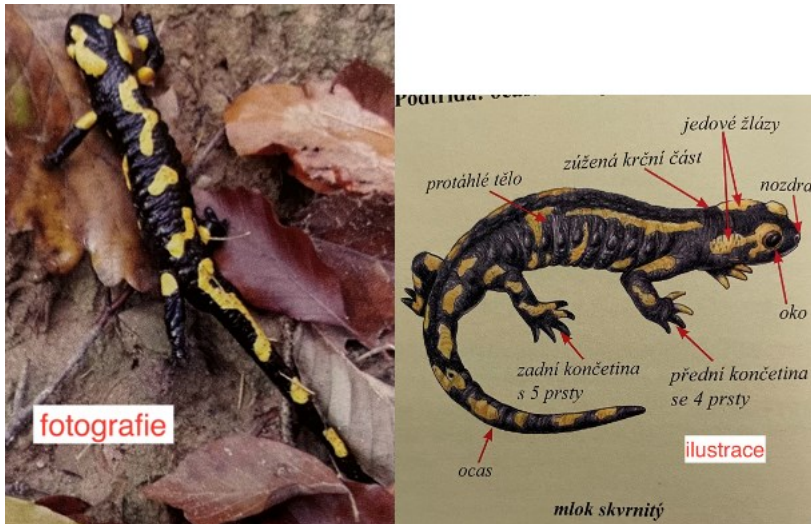 fotografie
Podtřída:
jedové žlázy
zúžená krční část
protáhlé tělo
nozdra
oko
zadní končetina
s 5 prsty
přední končetina
se 4 prsty
ilustrace
ocas
mlok skvrnitý